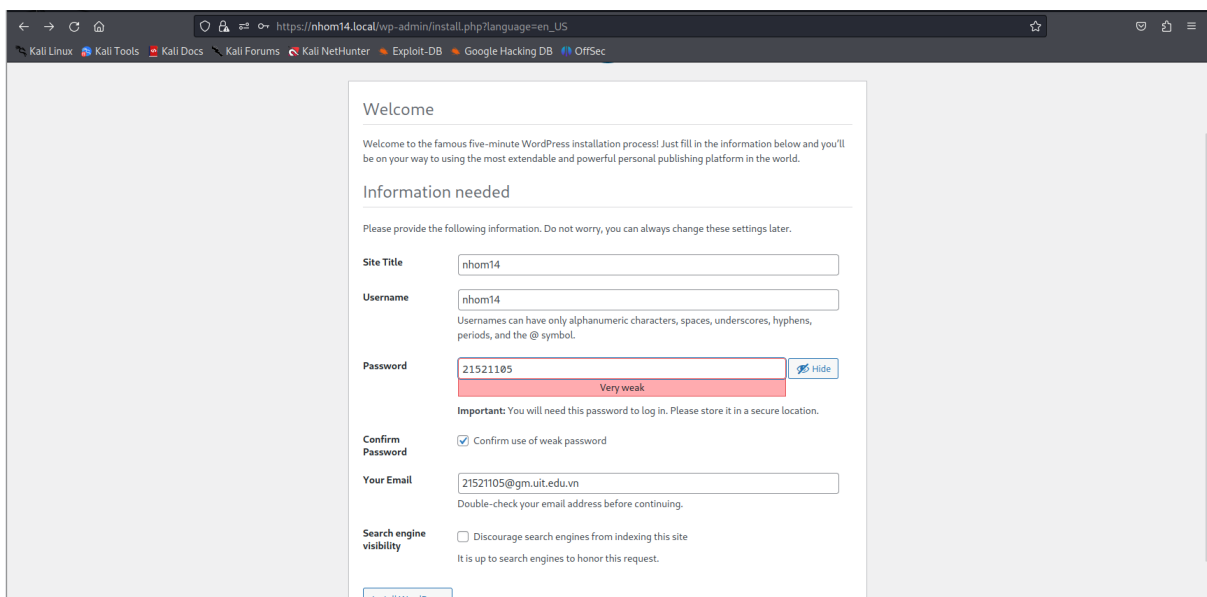 https://nhom14.local/wp-admin/install.php?language=en_US
Kali Linux Kali Tools Kali Docs Kali Forums Kali NetHunter Exploit-DB Google Hacking DB OffSec
Welcome
Welcome to the famous five-minute WordPress installation process! Just fill in the information below and you'll
be on your way to using the most extendable and powerful personal publishing platform in the world.
Information needed
Please provide the following information. Do not worry, you can always change these settings later.
Site Title
nhom14
Username
nhom14
Usernames can have only alphanumeric characters, spaces, underscores, hyphens,
periods, and the @ symbol.
Password
21521105
Hide
Very weak
Important: You will need this password to log in. Please store it in a secure location.
Confirm
Password
Confirm use of weak password
Your Email
21521105@gm.uit.edu.vn
Double-check your email address before continuing.
Search engine
visibility
Discourage search engines from indexing this site
It is up to search engines to honor this request.